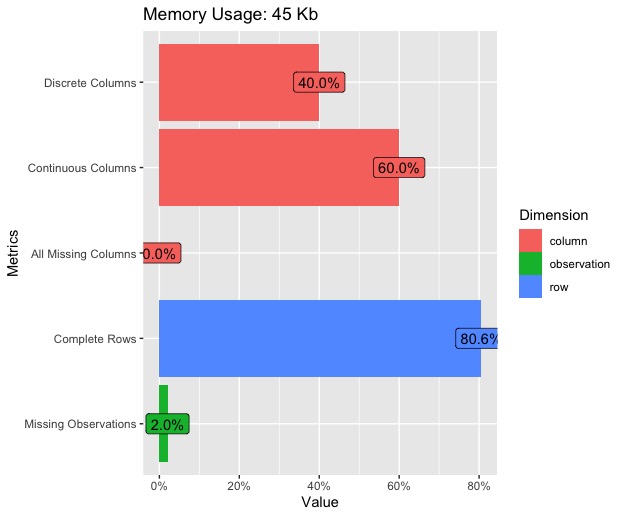 Memory Usage: 45 Kb
Metrics
Discrete Columns
40.0%
Continuous Columns
60.0%
All Missing Columns
0.0%
Complete Rows
80.6%
Missing Observations
2.0%
0% 20% 40% 60% 80%
Value
Dimension
column
observation
row